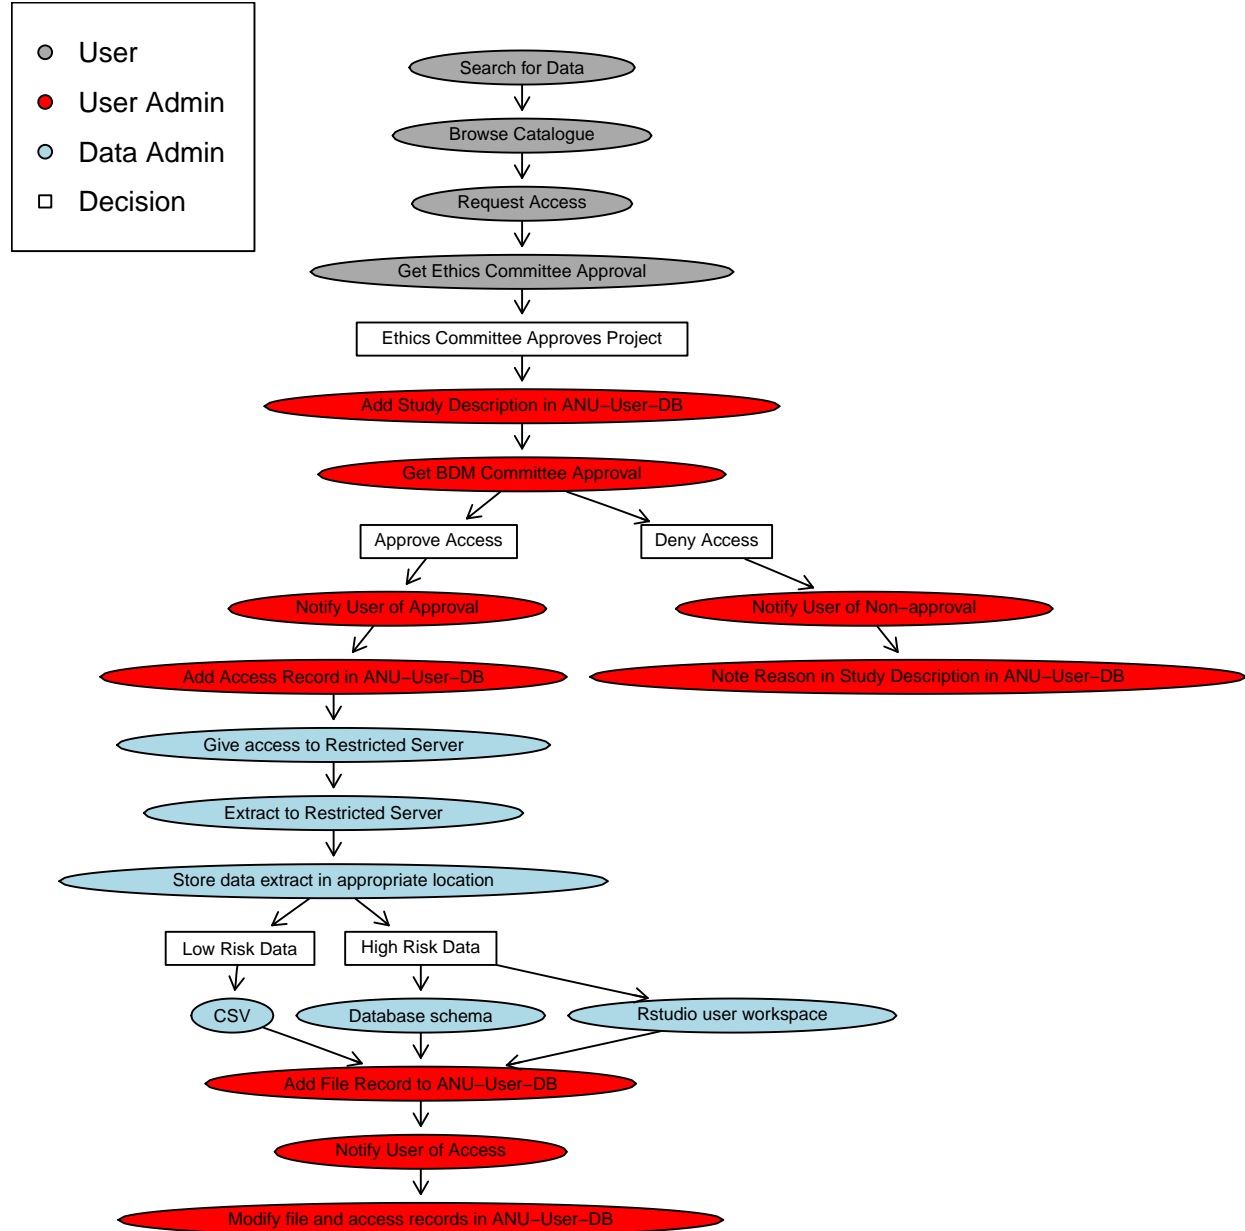 User
User Admin
Data Admin
Decision
Search for Data
Browse Catalogue
Request Access
Get Ethics Committee Approval
Ethics Committee Approves Project
Add Study Description in ANU−User−DB
Get BDM Committee Approval
Approve Access
Deny Access
Notify User of Approval
Notify User of Non−approval
Add Access Record in ANU−User−DB
Note Reason in Study Description in ANU−User−DB
Give access to Restricted Server
Extract to Restricted Server
Store data extract in appropriate location
Low Risk Data
High Risk Data
CSV
Database schema
Rstudio user workspace
Add File Record to ANU−User−DB
Notify User of Access
Modify file and access records in ANU−User−DB